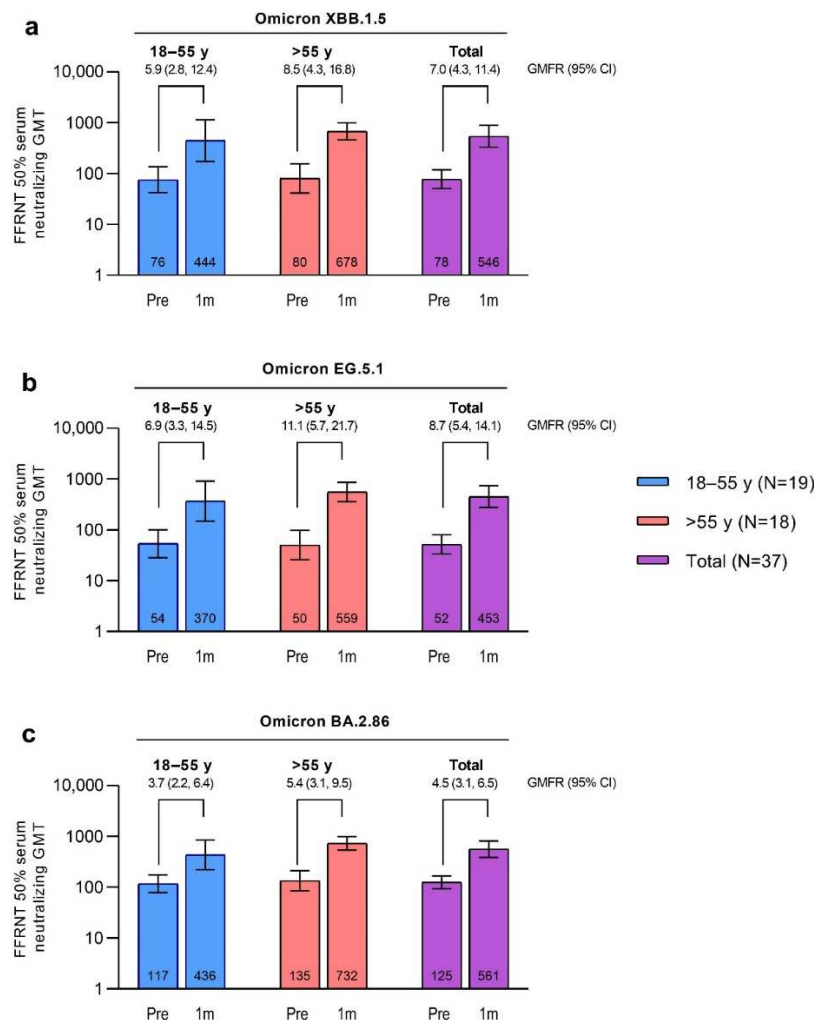 a
Omicron XBB.1.5
18–55 y >55 y Total
5.9 (2.8, 12.4) 8.5 (4.3, 16.8) 7.0 (4.3, 11.4) GMFR (95% CI)
FFRNT 50% serum
neutralizing GMT
10,000
1000
100
10
1
76 444 80 678 78 546
Pre 1m Pre 1m Pre 1m
b
Omicron EG.5.1
18–55 y >55 y Total
6.9 (3.3, 14.5) 11.1 (5.7, 21.7) 8.7 (5.4, 14.1) GMFR (95% CI)
FFRNT 50% serum
neutralizing GMT
10,000
1000
100
10
1
54 370 50 559 52 453
Pre 1m Pre 1m Pre 1m
18–55 y (N=19)
>55 y (N=18)
Total (N=37)
c
Omicron BA.2.86
18–55 y >55 y Total
3.7 (2.2, 6.4) 5.4 (3.1, 9.5) 4.5 (3.1, 6.5) GMFR (95% CI)
FFRNT 50% serum
neutralizing GMT
10,000
1000
100
10
1
117 436 135 732 125 561
Pre 1m Pre 1m Pre 1m